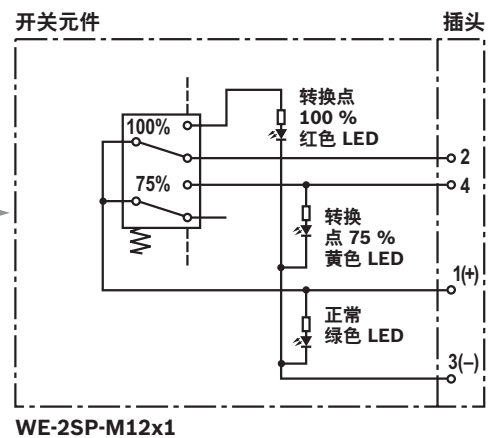 开关元件
插头
100%
75%
转换点
100 %
红色 LED
2
4
转换
点 75 %
黄色 LED
1(+)
正常
绿色 LED
3(–)
WE-2SP-M12x1